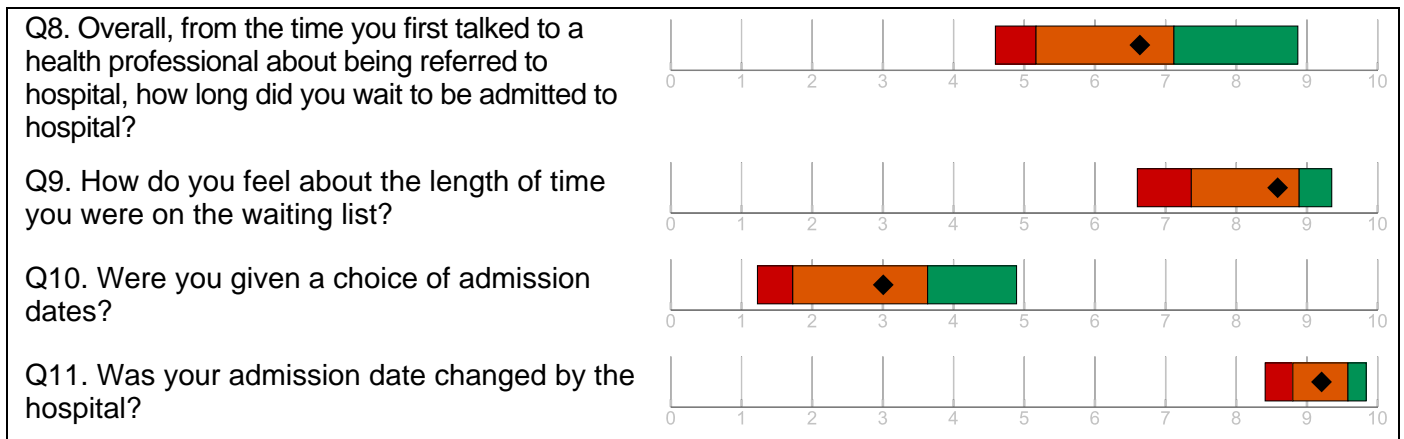 Q8. Overall, from the time you first talked to a
health professional about being referred to
hospital, how long did you wait to be admitted to
hospital?
0 1 2 3 4 5 6 7 8 9 10
Q9. How do you feel about the length of time
you were on the waiting list?
0 1 2 3 4 5 6 7 8 9 10
Q10. Were you given a choice of admission
dates?
0 1 2 3 4 5 6 7 8 9 10
Q11. Was your admission date changed by the
hospital?
0 1 2 3 4 5 6 7 8 9 10